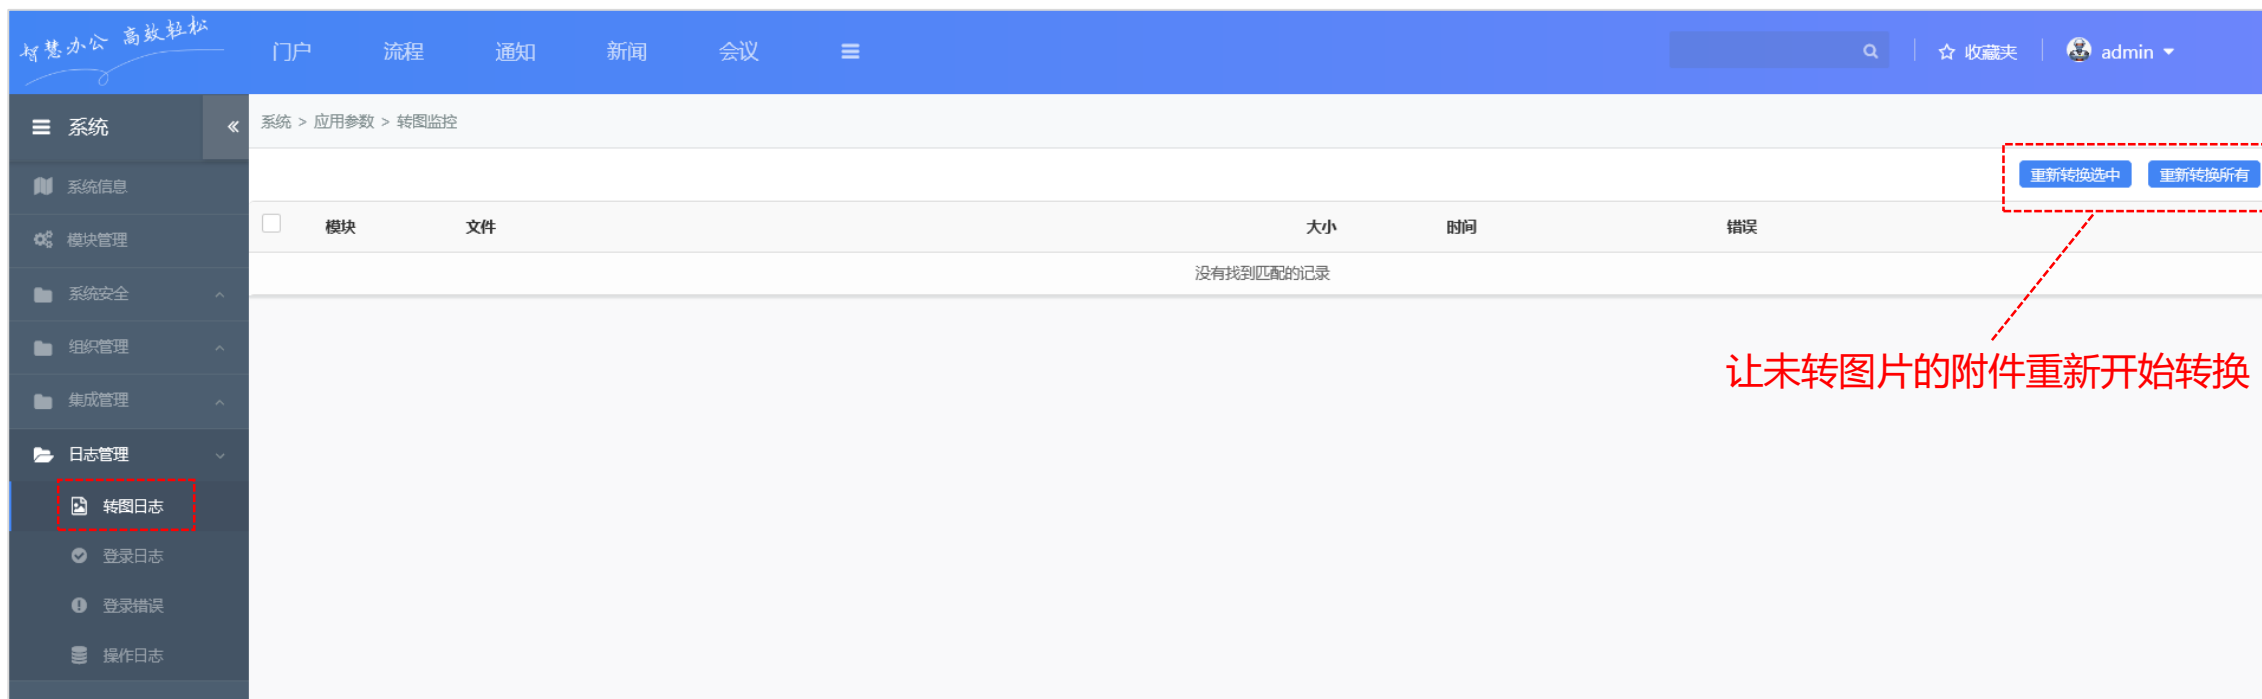 智慧办公 高效轻松
门户 流程 通知 新闻 会议 收藏夹 admin
系统
系统 > 应用参数 > 转图监控
系统信息
重新转换选中 重新转换所有
模块管理
模块 文件 大小 时间 错误
没有找到匹配的记录
系统安全
组织管理
让未转图片的附件重新开始转换
集成管理
日志管理
转图日志
登录日志
登录错误
操作日志